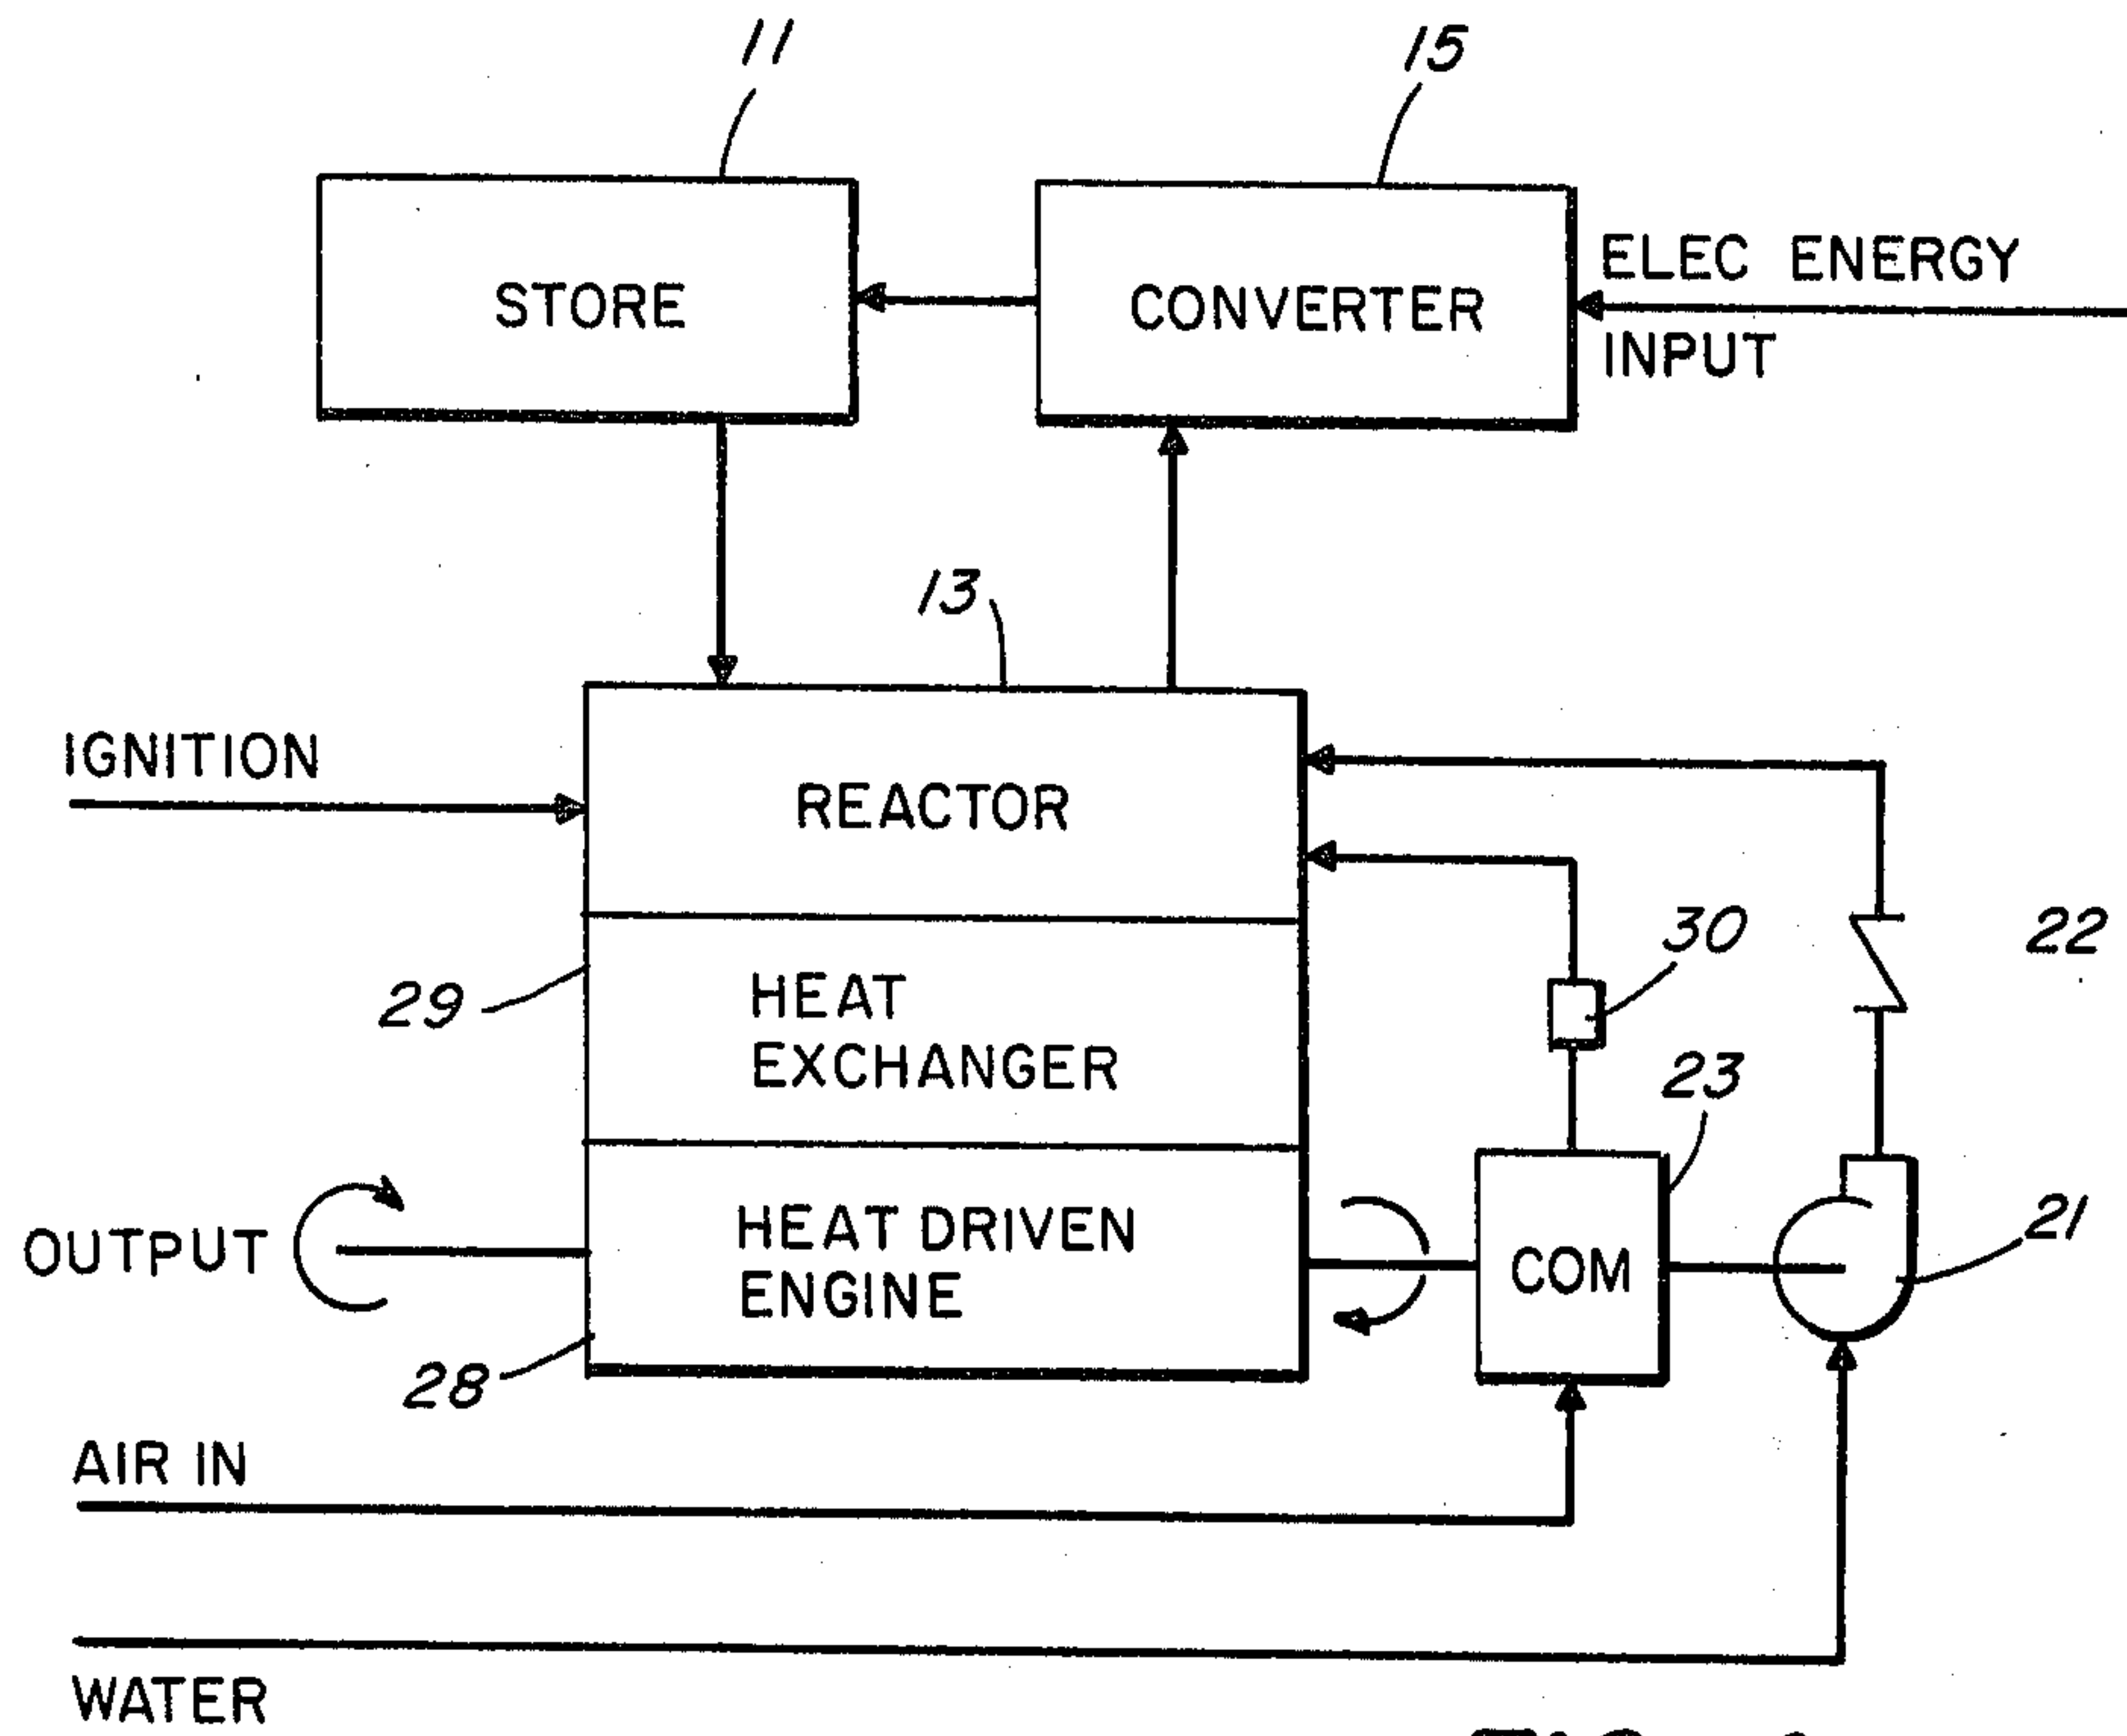 11
15
STORE
CONVERTER
ELEC ENERGY
INPUT
13
IGNITION
REACTOR
30
22
29
HEAT
EXCHANGER
23
OUTPUT
HEAT DRIVEN
ENGINE
COM
21
28
AIR IN
WATER